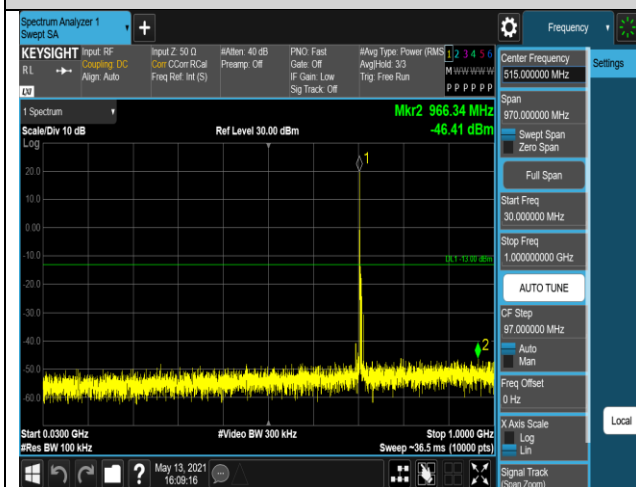 Spectrum Analyzer 1
Swept SA
Frequency
KEYSIGHT
RL
LXI
Input: RF
Coupling: DC
Align: Auto
Input Z: 50 Ω
Corr CCorr RCal
Freq Ref: Int (S)
#Atten: 40 dB
Preamp: Off
PNO: Fast
Gate: Off
IF Gain: Low
Sig Track: Off
#Avg Type: Power (RMS
Avg|Hold: 3/3
Trig: Free Run
1 2 3 4 5 6
M W W W W W
P P P P P P
1 Spectrum
Scale/Div 10 dB
Log
Ref Level 30.00 dBm
Mkr2 966.34 MHz
-46.41 dBm
1
20.0
10.0
0.00
-10.0
DL1 -13.00 dBm
-20.0
-30.0
-40.0
2
-50.0
-60.0
Start 0.0300 GHz
#Video BW 300 kHz
Stop 1.0000 GHz
#Res BW 100 kHz
Sweep ~36.5 ms (10000 pts)
?
May 13, 2021
16:09:16
Center Frequency
515.000000 MHz
Settings
Span
970.000000 MHz
Swept Span
Zero Span
Full Span
Start Freq
30.000000 MHz
Stop Freq
1.000000000 GHz
AUTO TUNE
CF Step
97.000000 MHz
Auto
Man
Freq Offset
0 Hz
X Axis Scale
Log
Lin
Local
Signal Track
(Span Zoom)